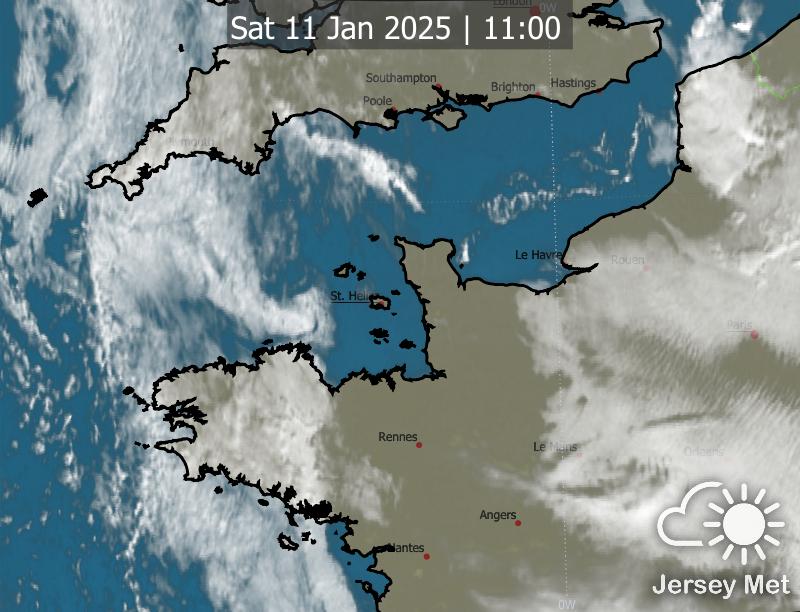 London
0W
Sat 11 Jan 2025 | 11:00
Southampton
Brighton
Hastings
Poole
Plymouth
Le Havre
Rouen
St. Helier
Paris
Rennes
Le Mans
Orleans
Angers
Nantes
Jersey Met
0W